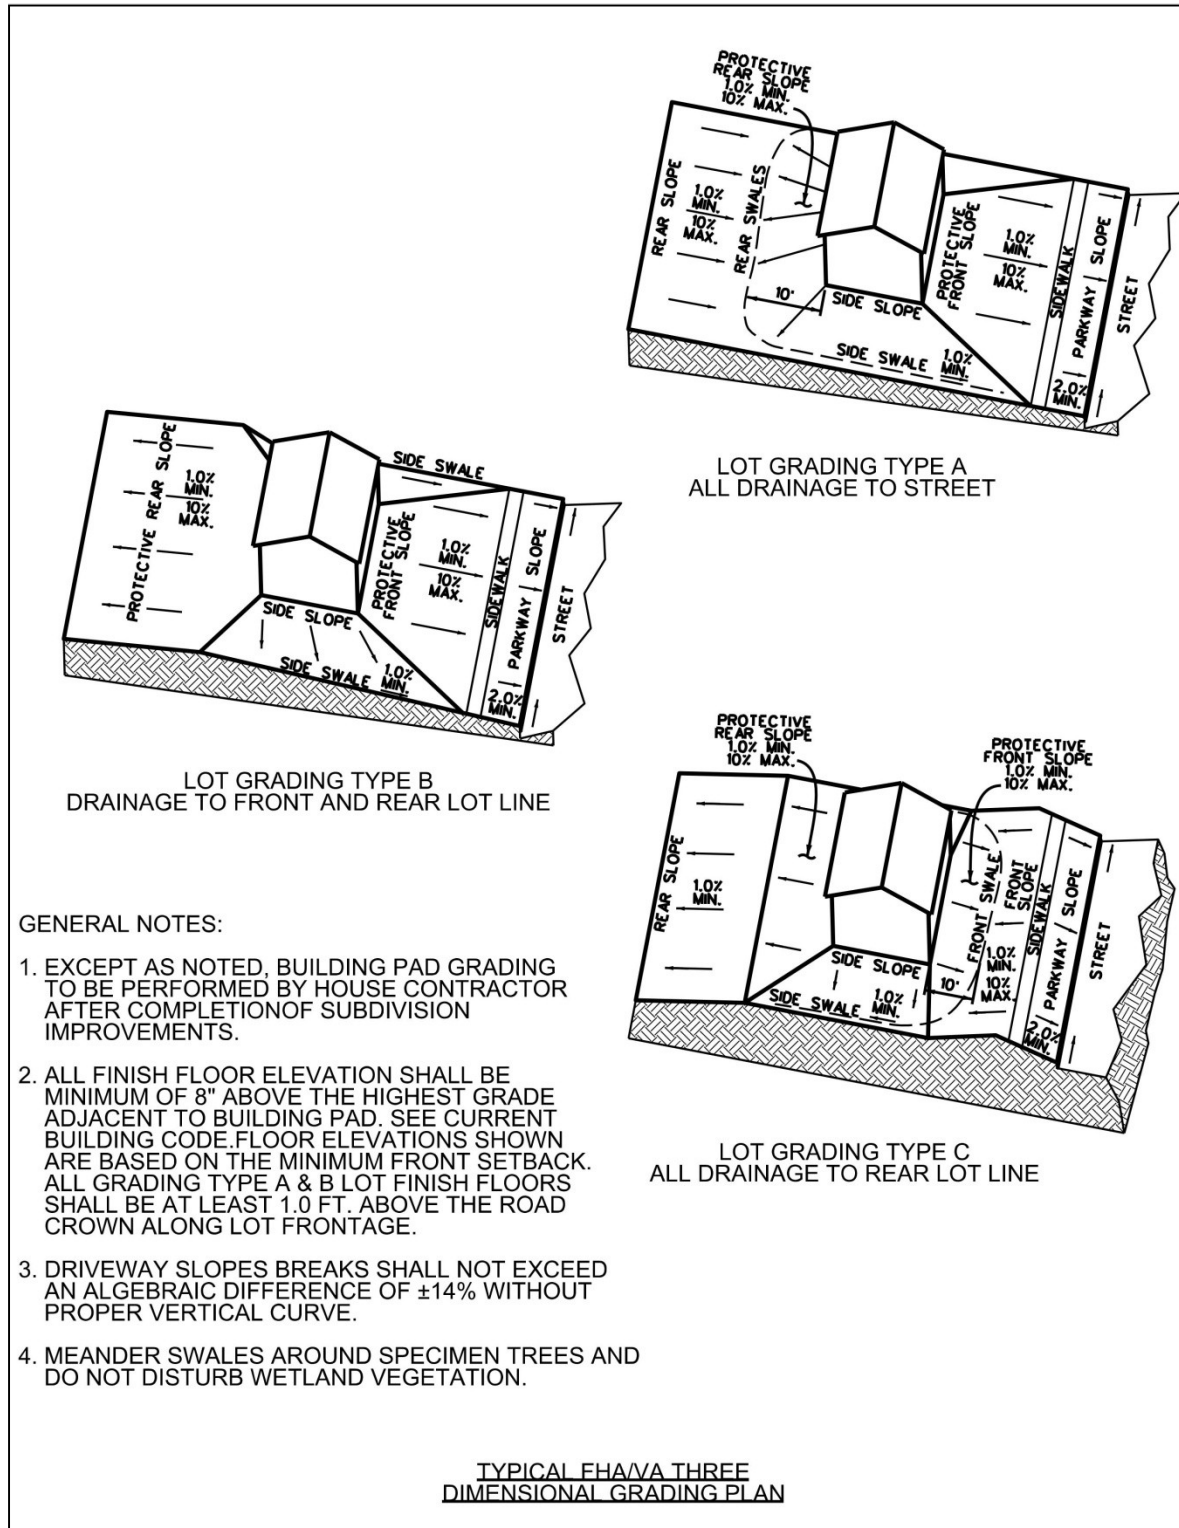 PROTECTIVE
REAR SLOPE
1.0% MIN.
10% MAX.
REAR SLOPE
1.0%
MIN.
10%
MAX.
REAR SWALES
10'
SIDE SLOPE
SIDE SWALE
1.0%
MIN.
PROTECTIVE
FRONT SLOPE
1.0%
MIN.
10%
MAX.
SIDEWALK
PARKWAY SLOPE
2.0%
MIN.
STREET
LOT GRADING TYPE A
ALL DRAINAGE TO STREET
PROTECTIVE REAR SLOPE
1.0%
MIN.
10%
MAX.
SIDE SWALE
SIDE SLOPE
SIDE SWALE
1.0%
MIN.
PROTECTIVE
FRONT SLOPE
1.0%
MIN.
10%
MAX.
SIDEWALK
PARKWAY SLOPE
2.0%
MIN.
STREET
LOT GRADING TYPE B
DRAINAGE TO FRONT AND REAR LOT LINE
PROTECTIVE
REAR SLOPE
1.0% MIN.
10% MAX.
PROTECTIVE
FRONT SLOPE
1.0% MIN.
10% MAX.
REAR SLOPE
1.0%
MIN.
SIDE SLOPE
SIDE SWALE
1.0%
MIN.
10'
FRONT SWALE
FRONT SLOPE
1.0%
MIN.
10%
MAX.
SIDEWALK
PARKWAY SLOPE
2.0%
MIN.
STREET
LOT GRADING TYPE C
ALL DRAINAGE TO REAR LOT LINE
GENERAL NOTES:
1. EXCEPT AS NOTED, BUILDING PAD GRADING
TO BE PERFORMED BY HOUSE CONTRACTOR
AFTER COMPLETIONOF SUBDIVISION
IMPROVEMENTS.
2. ALL FINISH FLOOR ELEVATION SHALL BE
MINIMUM OF 8" ABOVE THE HIGHEST GRADE
ADJACENT TO BUILDING PAD. SEE CURRENT
BUILDING CODE.FLOOR ELEVATIONS SHOWN
ARE BASED ON THE MINIMUM FRONT SETBACK.
ALL GRADING TYPE A & B LOT FINISH FLOORS
SHALL BE AT LEAST 1.0 FT. ABOVE THE ROAD
CROWN ALONG LOT FRONTAGE.
3. DRIVEWAY SLOPES BREAKS SHALL NOT EXCEED
AN ALGEBRAIC DIFFERENCE OF ±14% WITHOUT
PROPER VERTICAL CURVE.
4. MEANDER SWALES AROUND SPECIMEN TREES AND
DO NOT DISTURB WETLAND VEGETATION.
TYPICAL FHA/VA THREE
DIMENSIONAL GRADING PLAN